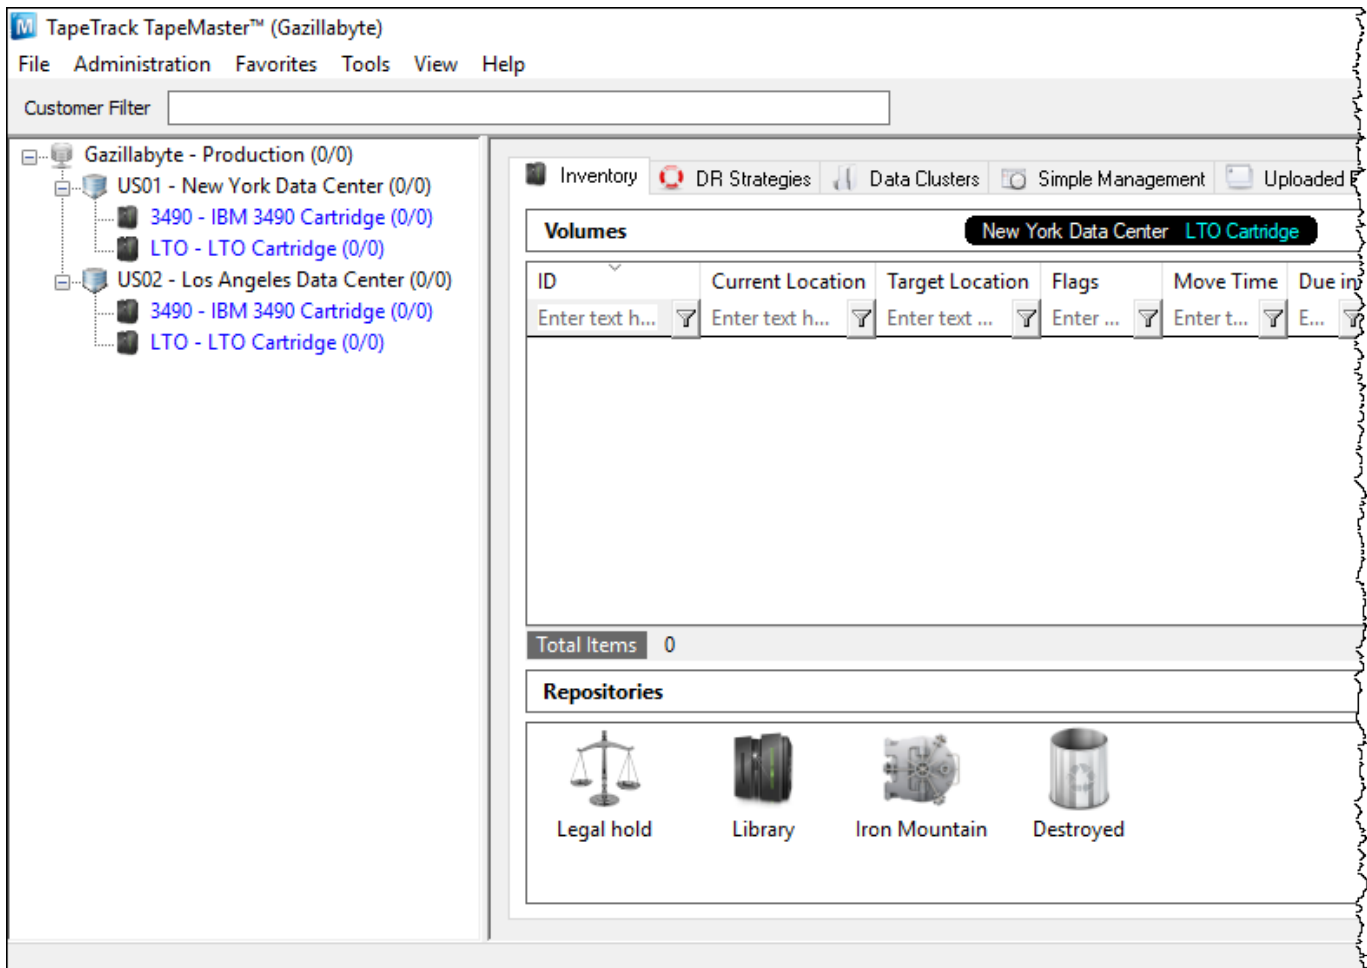 TapeTrack TapeMaster™ (Gazillabyte)
File Administration Favorites Tools View Help
Customer Filter
Gazillabyte - Production (0/0)
US01 - New York Data Center (0/0)
3490 - IBM 3490 Cartridge (0/0)
LTO - LTO Cartridge (0/0)
US02 - Los Angeles Data Center (0/0)
3490 - IBM 3490 Cartridge (0/0)
LTO - LTO Cartridge (0/0)
Inventory DR Strategies Data Clusters Simple Management Uploaded
Volumes New York Data Center LTO Cartridge
ID Current Location Target Location Flags Move Time Due in
Enter text h... Enter text h... Enter text ... Enter ... Enter t... E...
Total Items 0
Repositories
Legal hold Library Iron Mountain Destroyed